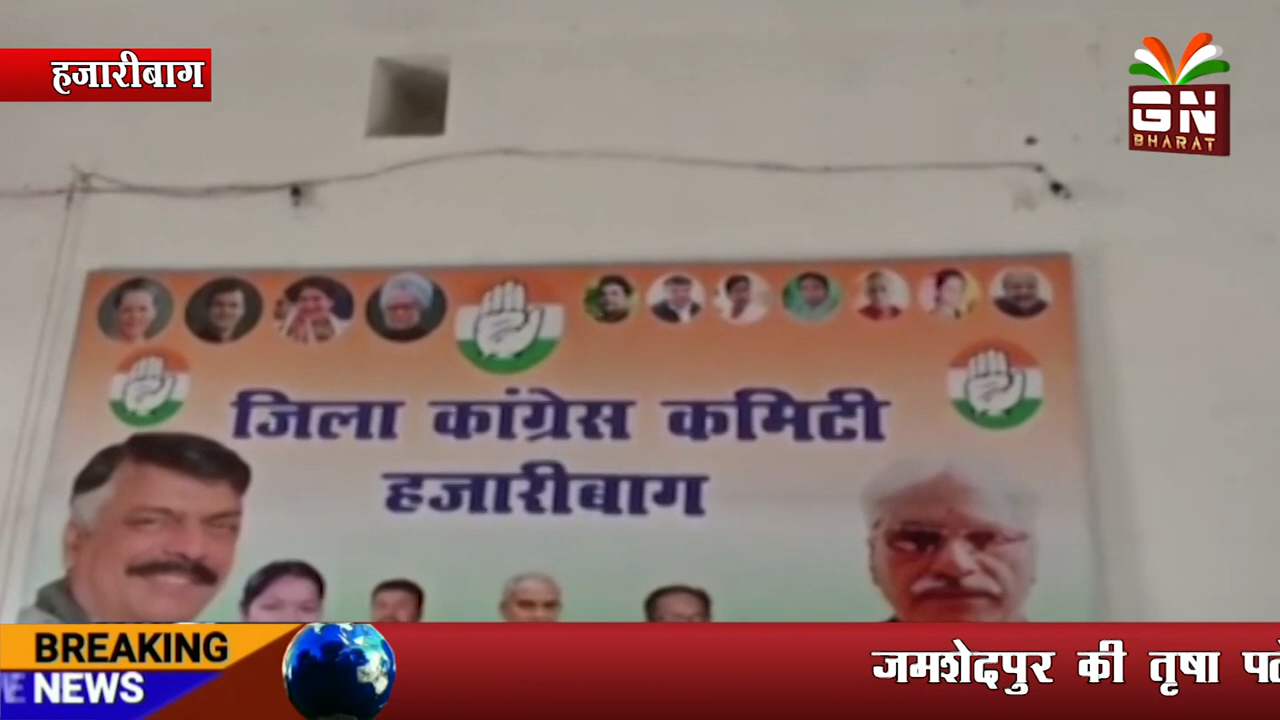 हजारीबाग
GN
BHARAT
जिला कांग्रेस कमिटी
हजारीबाग
BREAKING
NEWS
जमशेदपुर की तृषा